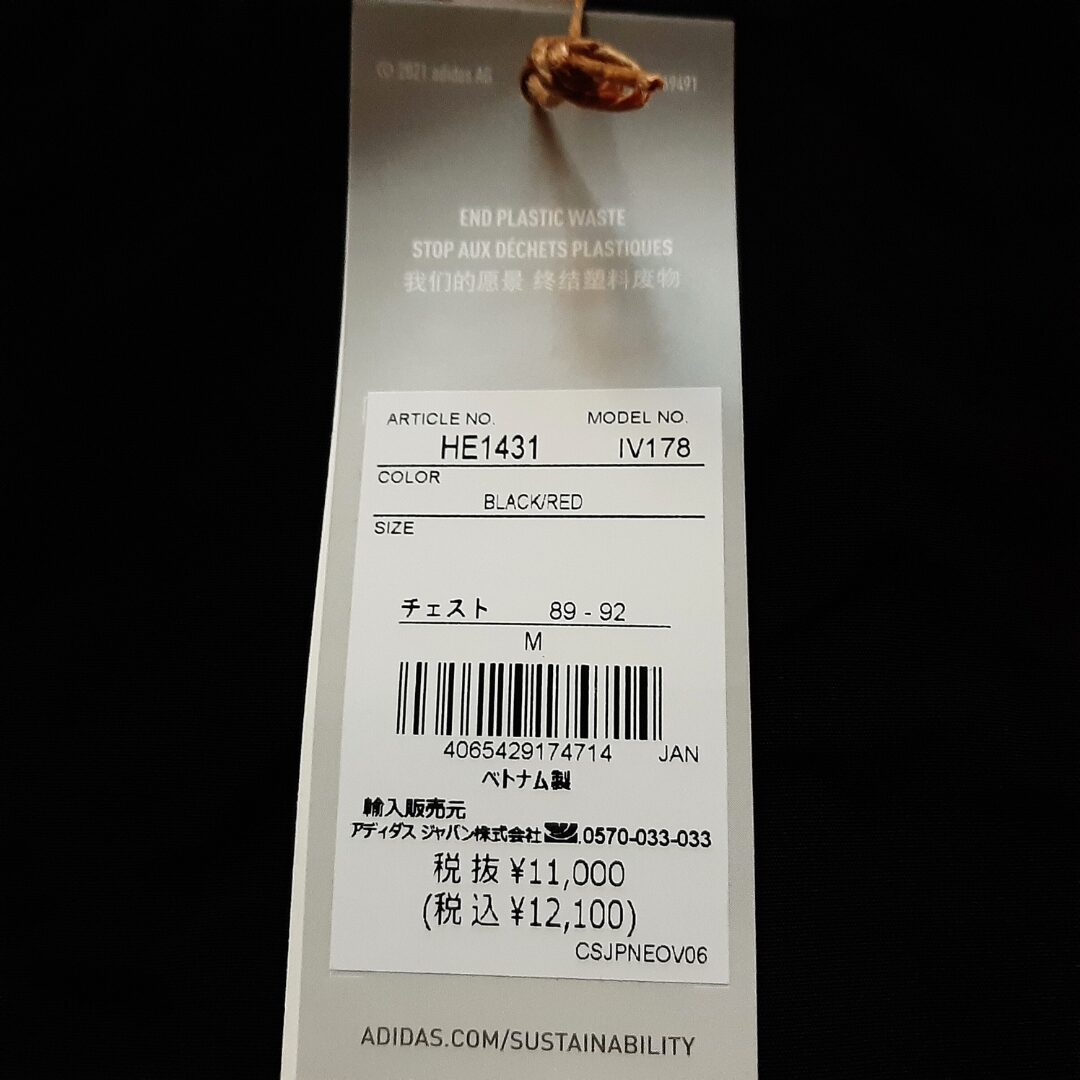 © 2021 adidas AG
END PLASTIC WASTE
STOP AUX DÉCHETS PLASTIQUES
我们的愿景 终结塑料废物
ARTICLE NO. MODEL NO.
HE1431 IV178
COLOR
BLACK/RED
SIZE
チェスト 89 - 92
M
4065429174714 JAN
ベトナム製
輸入販売元
アディダス ジャパン株式会社 0570-033-033
税抜 ¥11,000
(税込 ¥12,100)
CSJPNEOV06
ADIDAS.COM/SUSTAINABILITY